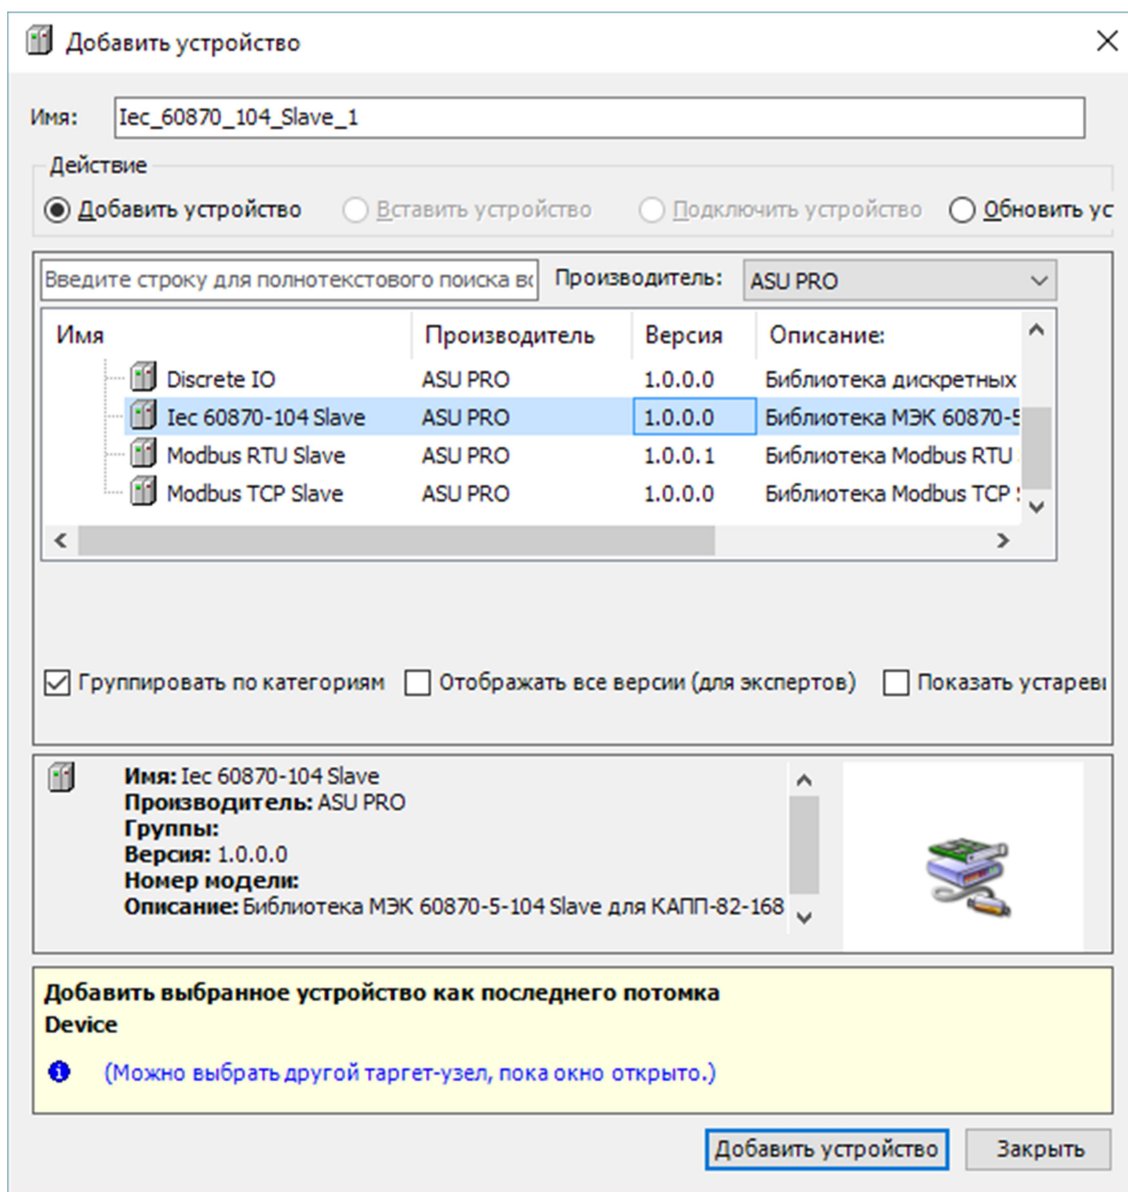 Добавить устройство
Имя: Iec_60870_104_Slave_1
Действие
Добавить устройство Вставить устройство Подключить устройство Обновить ус
Введите строку для полнотекстового поиска во Производитель: ASU PRO
Имя Производитель Версия Описание:
Discrete IO ASU PRO 1.0.0.0 Библиотека дискретных
Iec 60870-104 Slave ASU PRO 1.0.0.0 Библиотека МЭК 60870-5
Modbus RTU Slave ASU PRO 1.0.0.1 Библиотека Modbus RTU
Modbus TCP Slave ASU PRO 1.0.0.0 Библиотека Modbus TCP
Группировать по категориям Отображать все версии (для экспертов) Показать устаревш
Имя: Iec 60870-104 Slave
Производитель: ASU PRO
Группы:
Версия: 1.0.0.0
Номер модели:
Описание: Библиотека МЭК 60870-5-104 Slave для КАПП-82-168
Добавить выбранное устройство как последнего потомка
Device
(Можно выбрать другой таргет-узел, пока окно открыто.)
Добавить устройство Закрыть